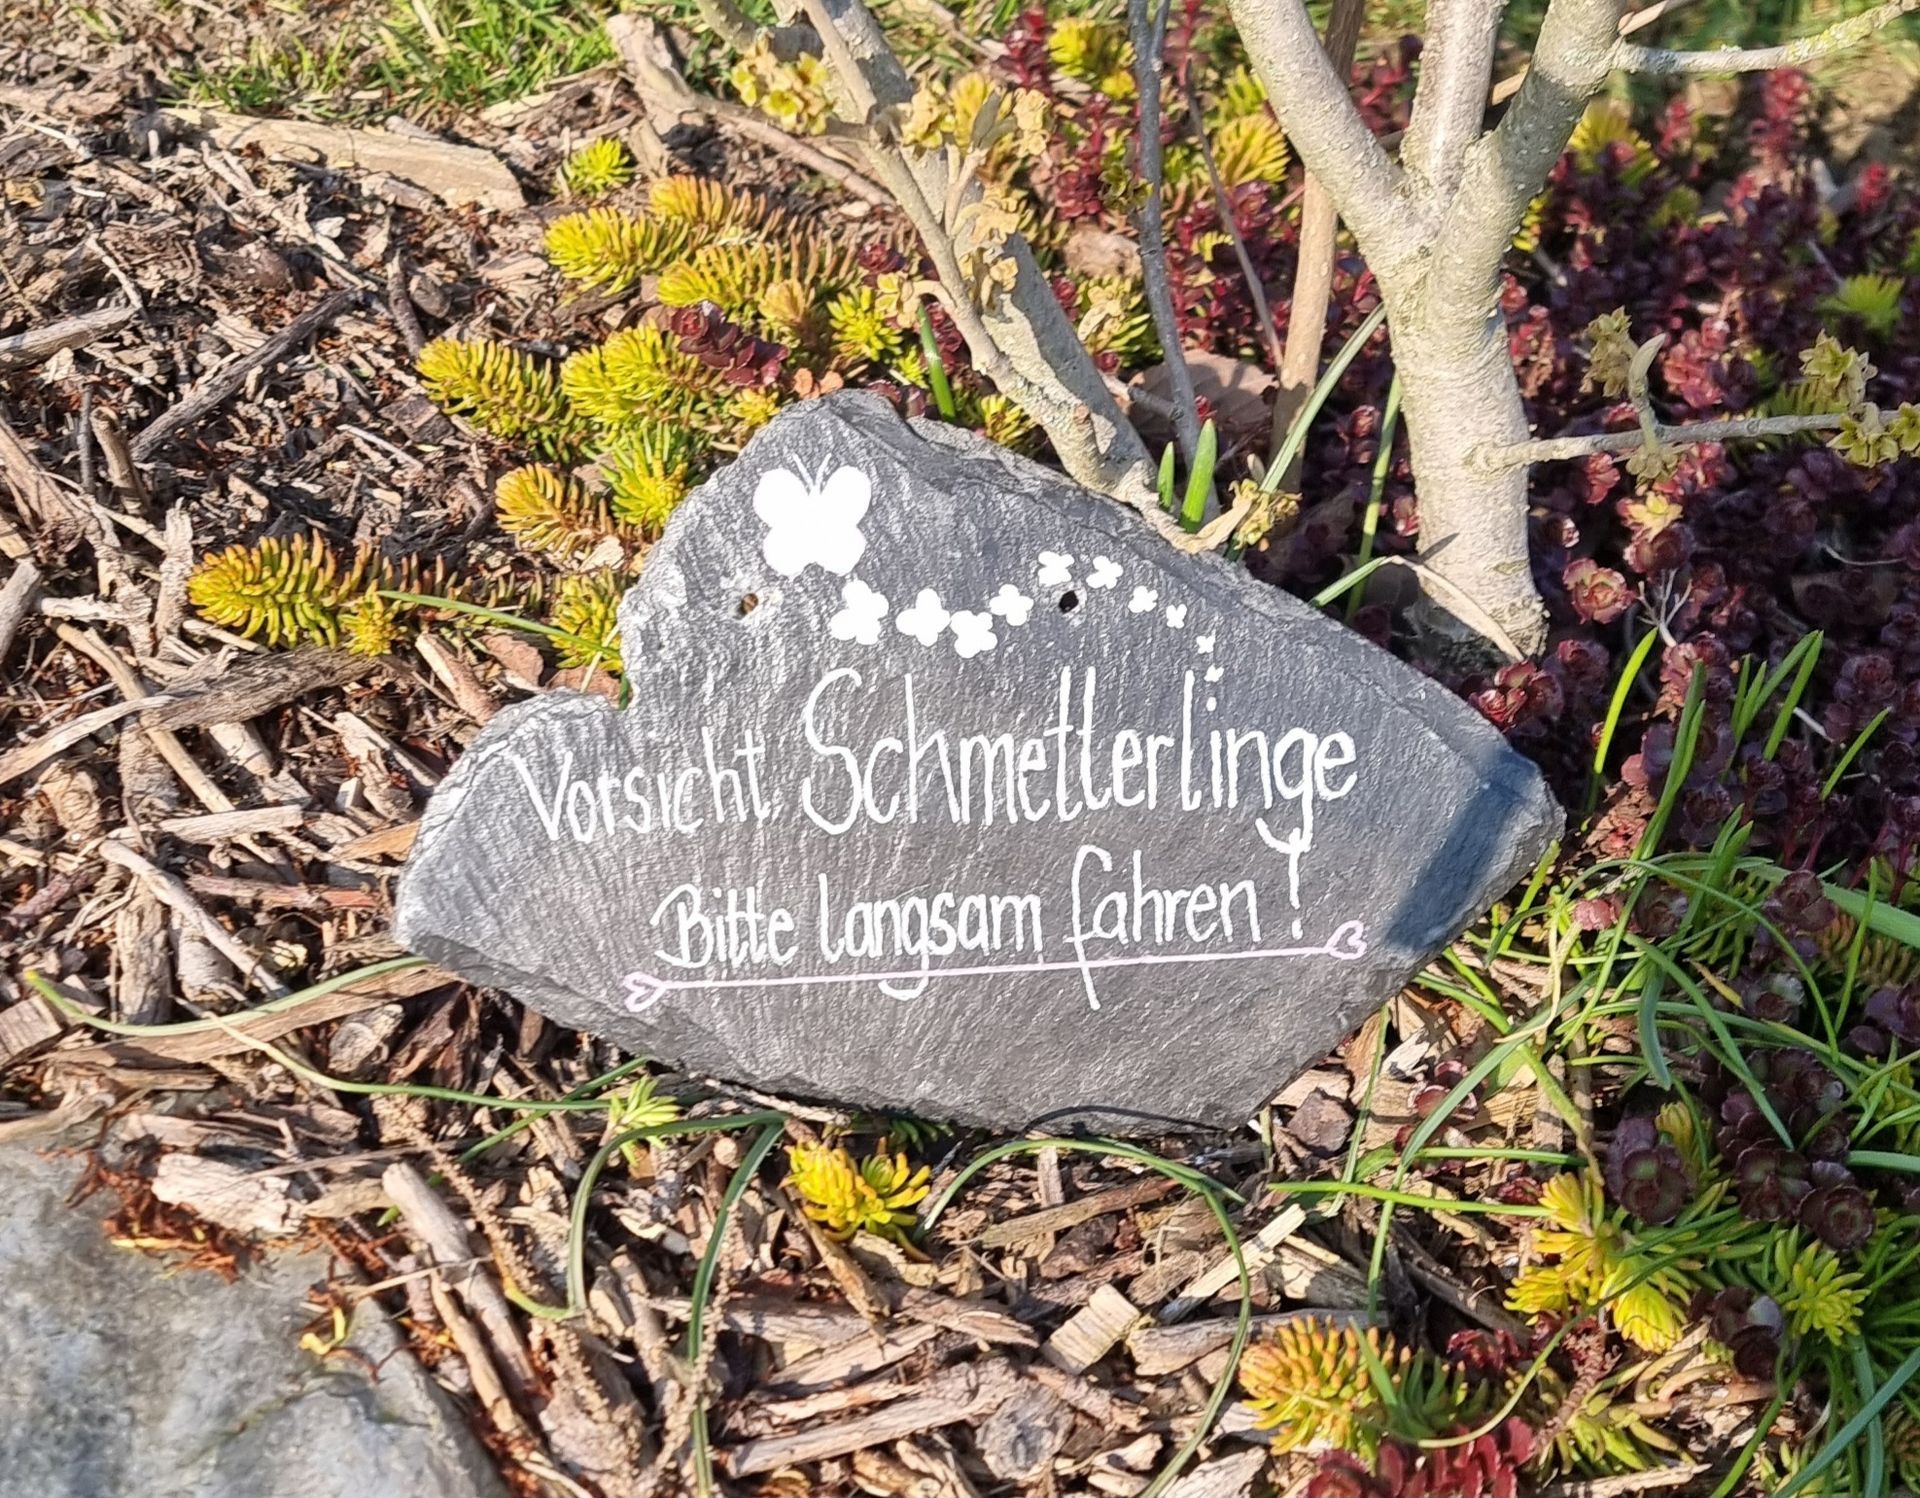 Vorsicht Schmetterlinge
Bitte langsam fahren!